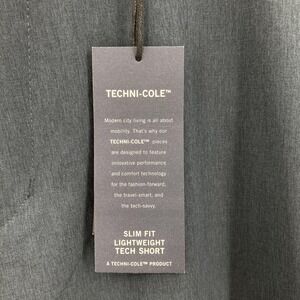 TECHNI-COLE™
Modern city living is all about
mobility. That's why our
TECHNI-COLE™ pieces
are designed to feature
innovative performance
and comfort technology
for the fashion-forward,
the travel-smart, and
the tech-savvy.
SLIM FIT
LIGHTWEIGHT
TECH SHORT
A TECHNI-COLE™ PRODUCT